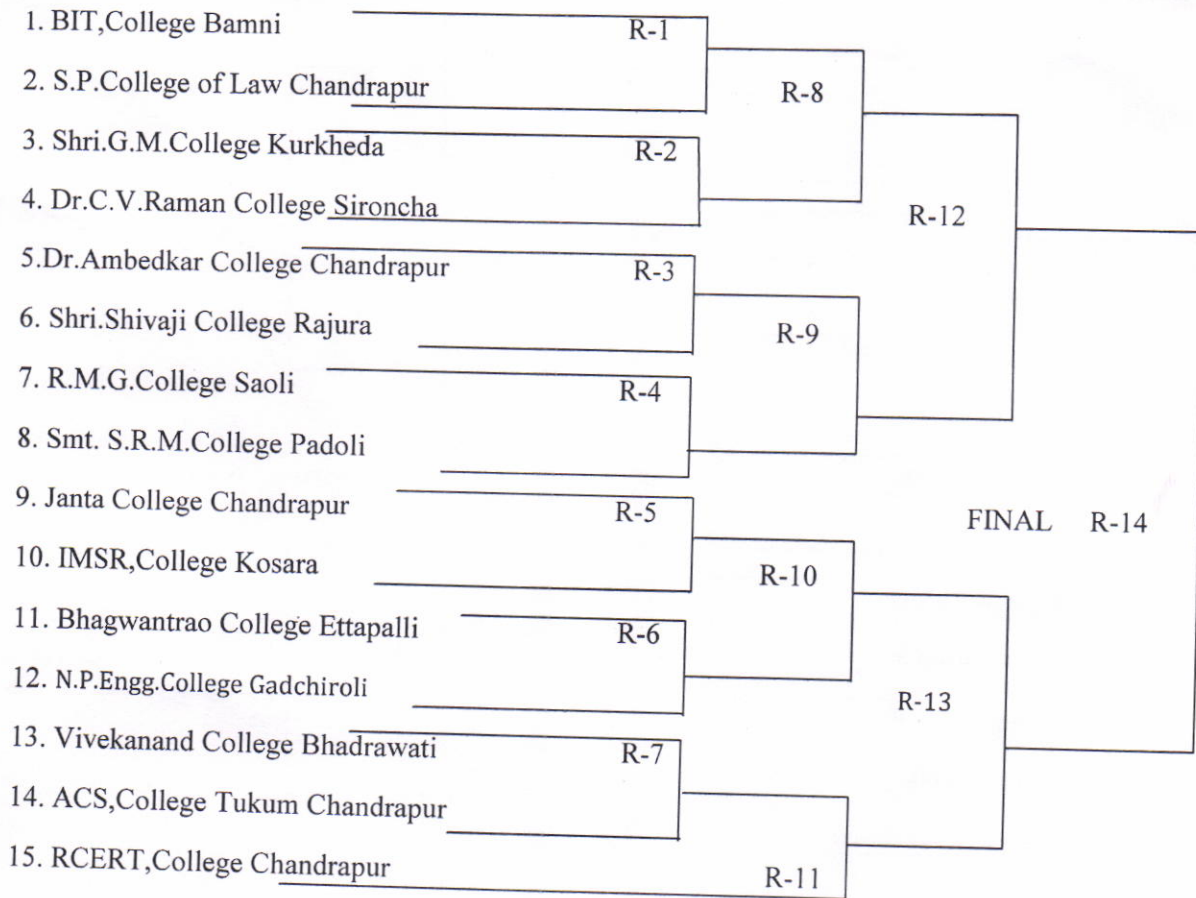 1. BIT,College Bamni
R-1
2. S.P.College of Law Chandrapur
R-8
3. Shri.G.M.College Kurkheda
R-2
4. Dr.C.V.Raman College Sironcha
R-12
5.Dr.Ambedkar College Chandrapur
R-3
6. Shri.Shivaji College Rajura
R-9
7. R.M.G.College Saoli
R-4
8. Smt. S.R.M.College Padoli
9. Janta College Chandrapur
R-5
FINAL R-14
10. IMSR,College Kosara
R-10
11. Bhagwantrao College Ettapalli
R-6
12. N.P.Engg.College Gadchiroli
R-13
13. Vivekanand College Bhadrawati
R-7
14. ACS,College Tukum Chandrapur
15. RCERT,College Chandrapur
R-11